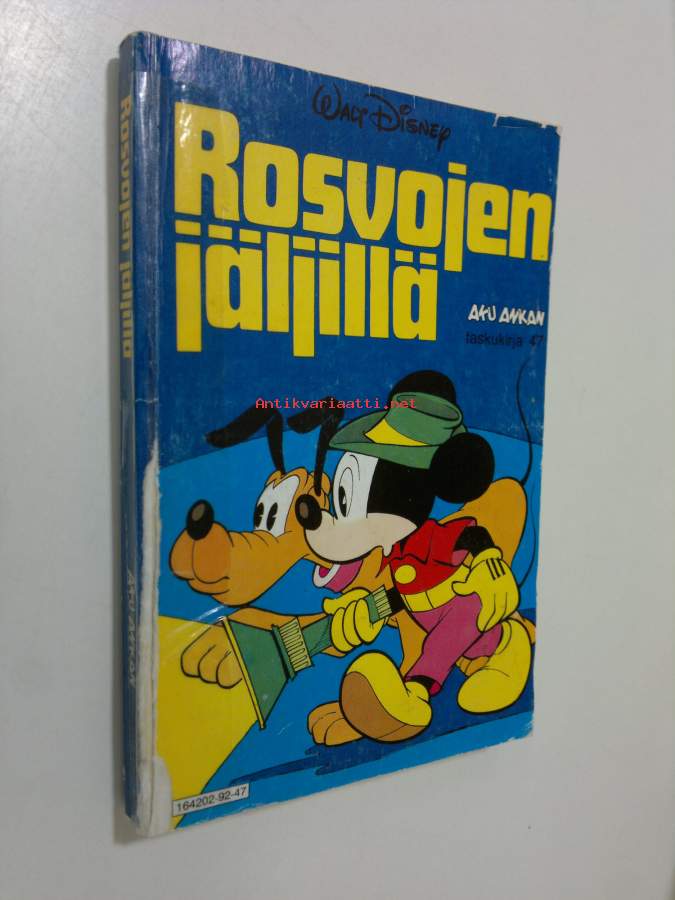 Walt Disney
Rosvojen
jäljillä
AKU ANKAN
taskukirja 47
Antikvariaatti.net
164202-92-47
Rosvojen jäljillä
AKU ANKAN